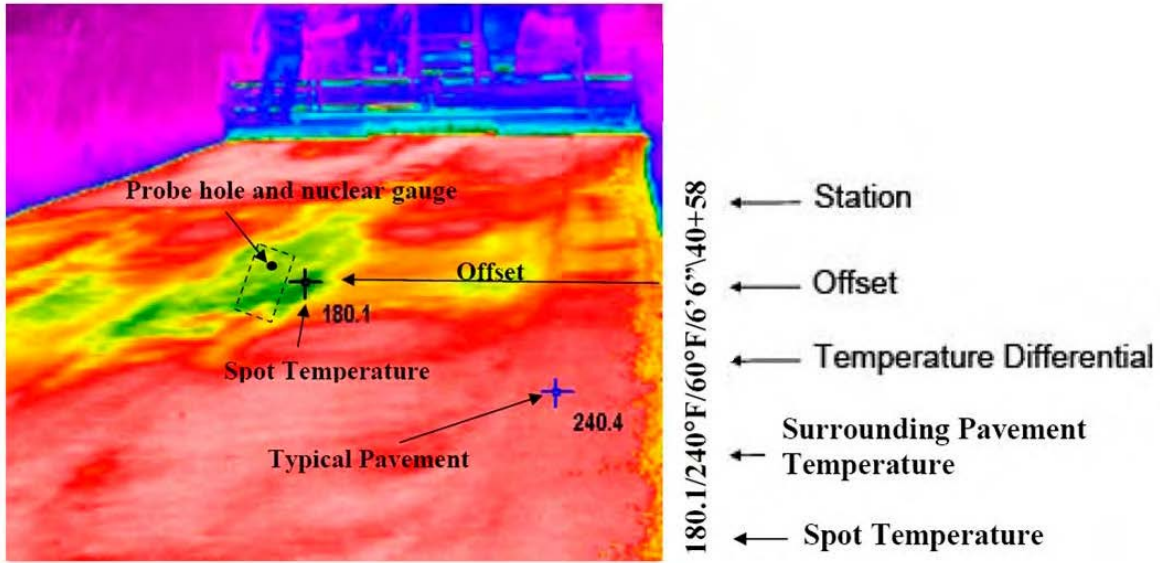 Probe hole and nuclear gauge
Offset
180.1
Spot Temperature
240.4
Typical Pavement
180.1/240°F/60°F/6’6”\40+58
Station
Offset
Temperature Differential
Surrounding Pavement
Temperature
Spot Temperature